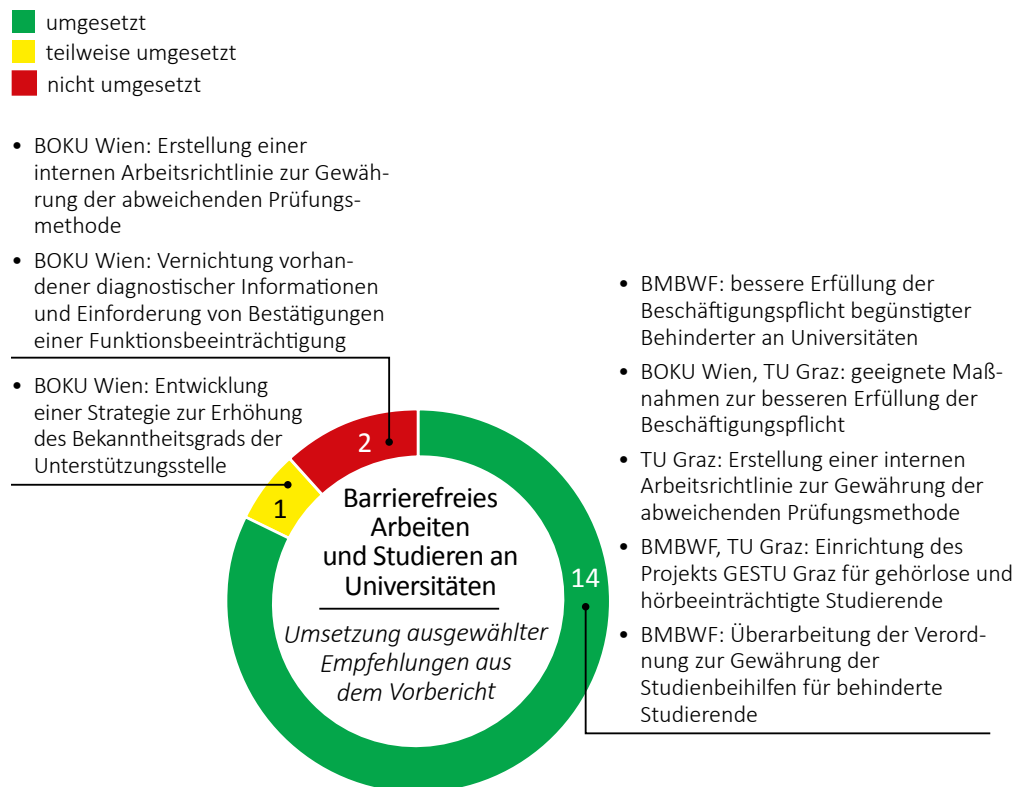 umgesetzt
teilweise umgesetzt
nicht umgesetzt
• BOKU Wien: Erstellung einer
internen Arbeitsrichtlinie zur Gewäh-
rung der abweichenden Prüfungs-
methode
• BOKU Wien: Vernichtung vorhan-
dener diagnostischer Informationen
und Einforderung von Bestätigungen
einer Funktionsbeeinträchtigung
• BOKU Wien: Entwicklung
einer Strategie zur Erhöhung
des Bekanntheitsgrads der
Unterstützungsstelle
2
1
14
Barrierefreies
Arbeiten
und Studieren an
Universitäten
Umsetzung ausgewählter
Empfehlungen aus
dem Vorbericht
• BMBWF: bessere Erfüllung der
Beschäftigungspflicht begünstigter
Behinderter an Universitäten
• BOKU Wien, TU Graz: geeignete Maß-
nahmen zur besseren Erfüllung der
Beschäftigungspflicht
• TU Graz: Erstellung einer internen
Arbeitsrichtlinie zur Gewährung der
abweichenden Prüfungsmethode
• BMBWF, TU Graz: Einrichtung des
Projekts GESTU Graz für gehörlose und
hörbeeinträchtigte Studierende
• BMBWF: Überarbeitung der Verord-
nung zur Gewährung der
Studienbeihilfen für behinderte
Studierende